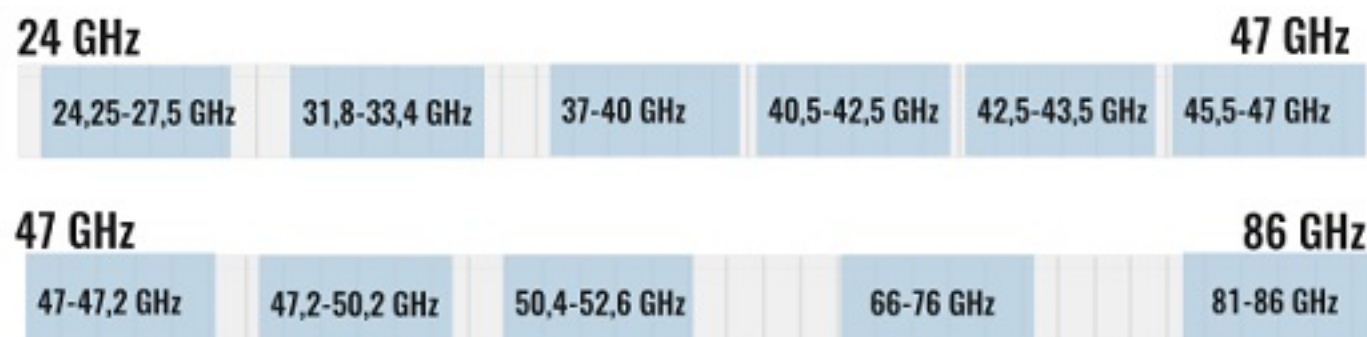 24 GHz 47 GHz
24,25-27,5 GHz 31,8-33,4 GHz 37-40 GHz 40,5-42,5 GHz 42,5-43,5 GHz 45,5-47 GHz
47 GHz 86 GHz
47-47,2 GHz 47,2-50,2 GHz 50,4-52,6 GHz 66-76 GHz 81-86 GHz